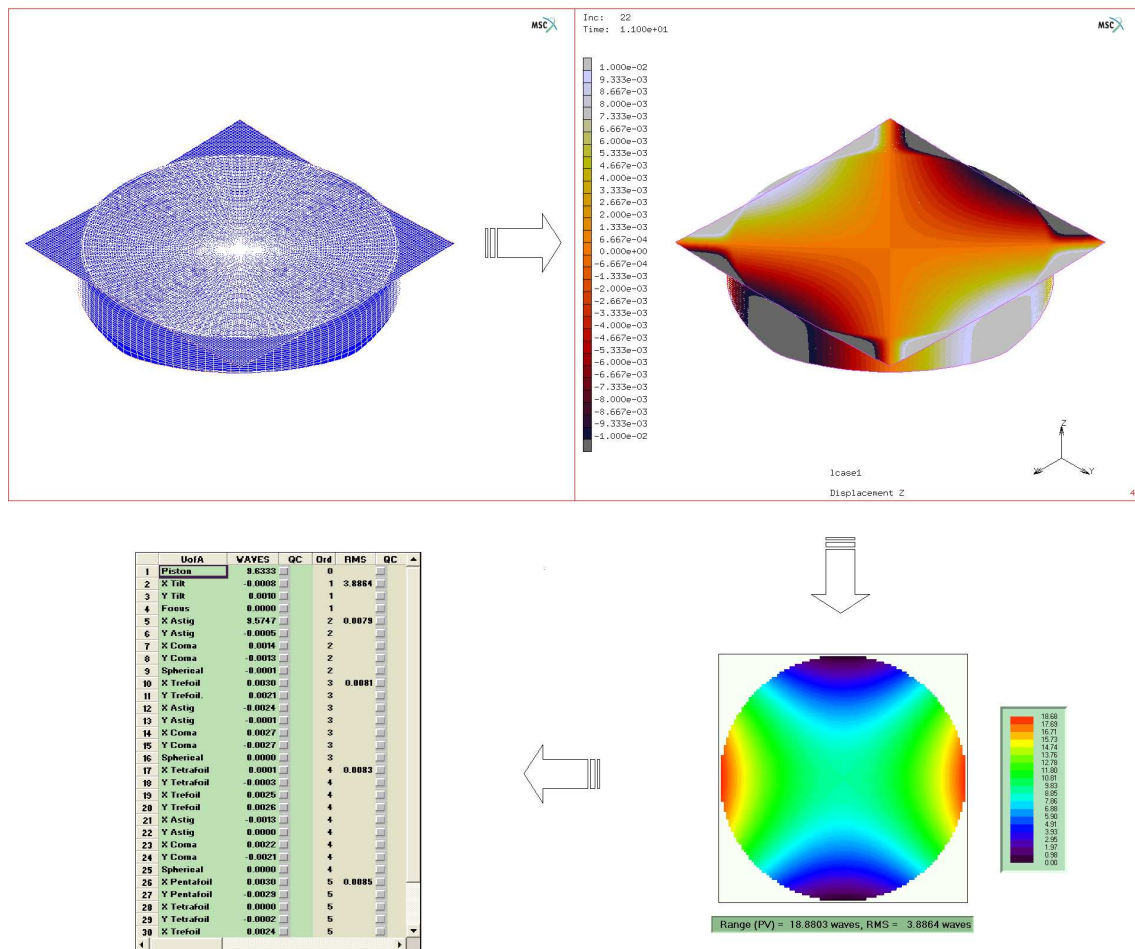 MSC
Inc: 22
Time: 1.100e+01
MSC
1.000e-02
9.333e-03
8.667e-03
8.000e-03
7.333e-03
6.667e-03
6.000e-03
5.333e-03
4.667e-03
4.000e-03
3.333e-03
2.667e-03
2.000e-03
1.333e-03
6.667e-04
0.000e+00
-6.667e-04
-1.333e-03
-2.000e-03
-2.667e-03
-3.333e-03
-4.000e-03
-4.667e-03
-5.333e-03
-6.000e-03
-6.667e-03
-7.333e-03
-8.000e-03
-8.667e-03
-9.333e-03
-1.000e-02
Z
Y
lcase1
Displacement Z
4
UofA WAVES QC Ord RMS QC
1 Piston 9.6333 0
2 X Tilt -0.0008 1 3.8864
3 Y Tilt 0.0010 1
4 Focus 0.0000 1
5 X Astig 9.5747 2 0.0079
6 Y Astig -0.0005 2
7 X Coma 0.0014 2
8 Y Coma -0.0013 2
9 Spherical -0.0001 2
10 X Trefoil 0.0030 3 0.0081
11 Y Trefoil. 0.0021 3
12 X Astig -0.0024 3
13 Y Astig -0.0001 3
14 X Coma 0.0027 3
15 Y Coma -0.0027 3
16 Spherical 0.0000 3
17 X Tetrafoil 0.0001 4 0.0083
18 Y Tetrafoil -0.0003 4
19 X Trefoil 0.0025 4
20 Y Trefoil 0.0026 4
21 X Astig -0.0013 4
22 Y Astig 0.0000 4
23 X Coma 0.0022 4
24 Y Coma -0.0021 4
25 Spherical 0.0000 4
26 X Pentafoil 0.0030 5 0.0085
27 Y Pentafoil -0.0029 5
28 X Tetrafoil 0.0000 5
29 Y Tetrafoil -0.0002 5
30 X Trefoil 0.0024 5
18.68
17.69
16.71
15.73
14.74
13.76
12.78
11.80
10.81
9.83
8.85
7.86
6.88
5.90
4.91
3.93
2.95
1.97
0.98
0.00
Range (PV) = 18.8803 waves, RMS = 3.8864 waves